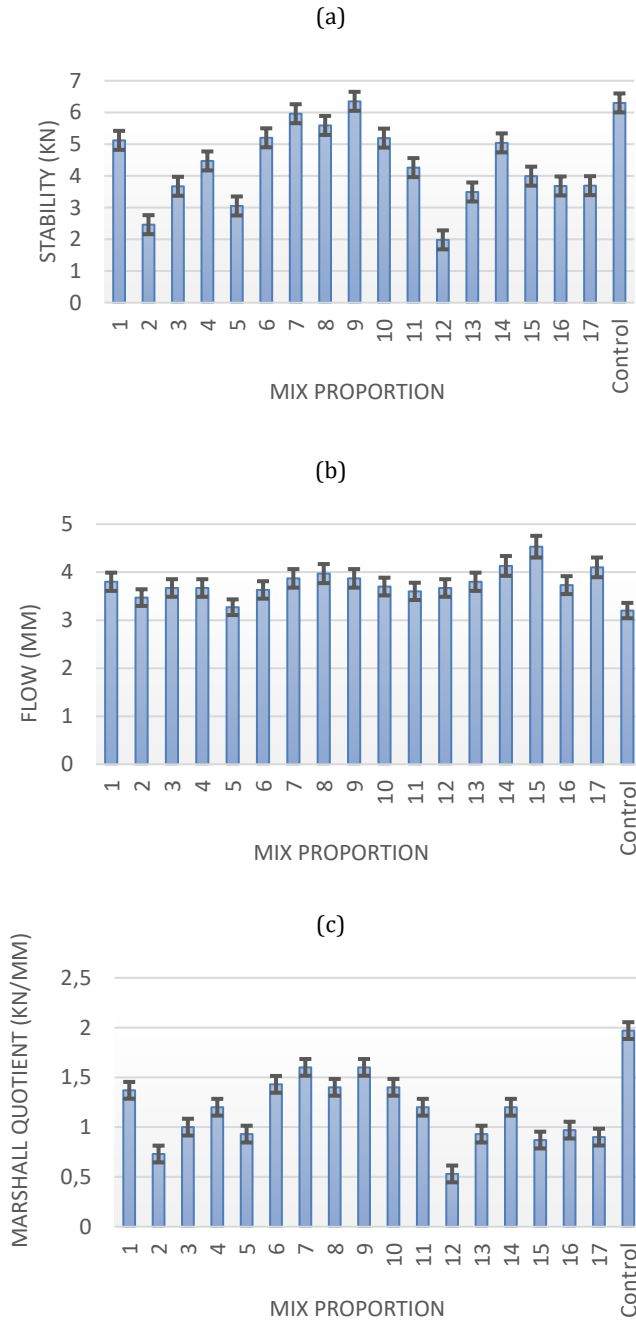 (a)
STABILITY (KN)
7
6
5
4
3
2
1
0
1 2 3 4 5 6 7 8 9 10 11 12 13 14 15 16 17 Control
MIX PROPORTION
(b)
FLOW (MM)
5
4
3
2
1
0
1 2 3 4 5 6 7 8 9 10 11 12 13 14 15 16 17 Control
MIX PROPORTION
(c)
MARSHALL QUOTIENT (KN/MM)
2,5
2
1,5
1
0,5
0
1 2 3 4 5 6 7 8 9 10 11 12 13 14 15 16 17 Control
MIX PROPORTION